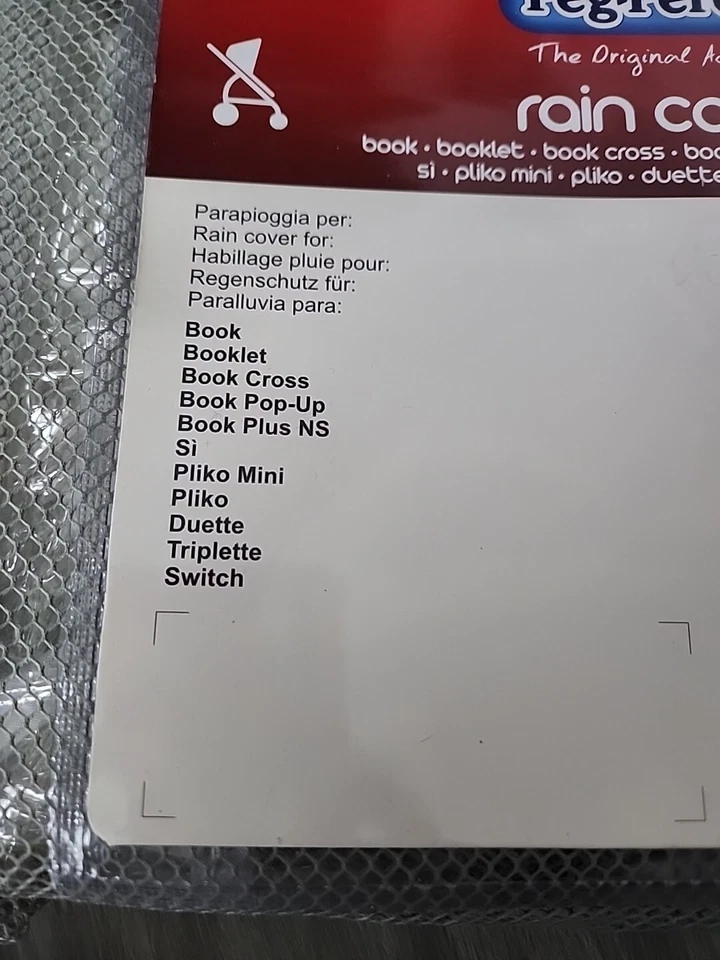 The Original
rain
book • booklet • book cross •
sì • pliko mini • pliko • duette
Parapioggia per:
Rain cover for:
Habillage pluie pour:
Regenschutz für:
Paralluvia para:
Book
Booklet
Book Cross
Book Pop-Up
Book Plus NS
Sì
Pliko Mini
Pliko
Duette
Triplette
Switch